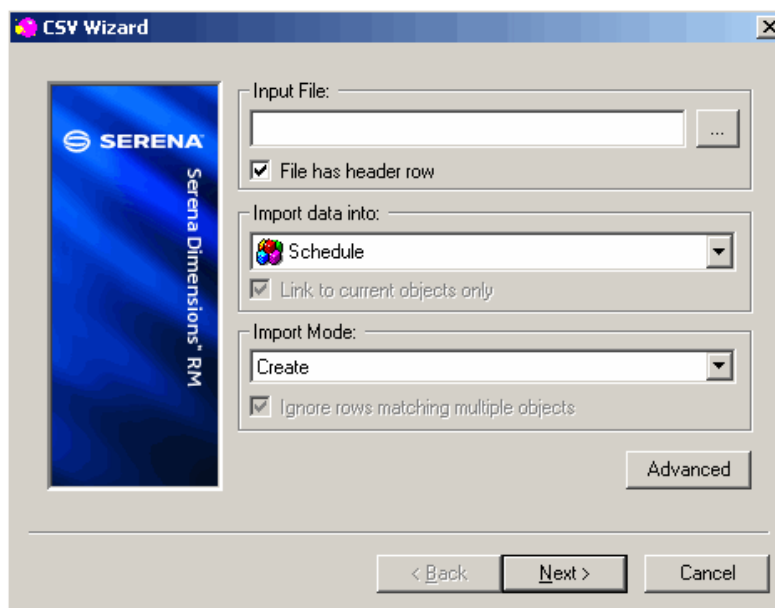 CSV Wizard
SERENA
Serena Dimensions® RM
Input File:
...
File has header row
Import data into:
Schedule
Link to current objects only
Import Mode:
Create
Ignore rows matching multiple objects
Advanced
< Back
Next >
Cancel